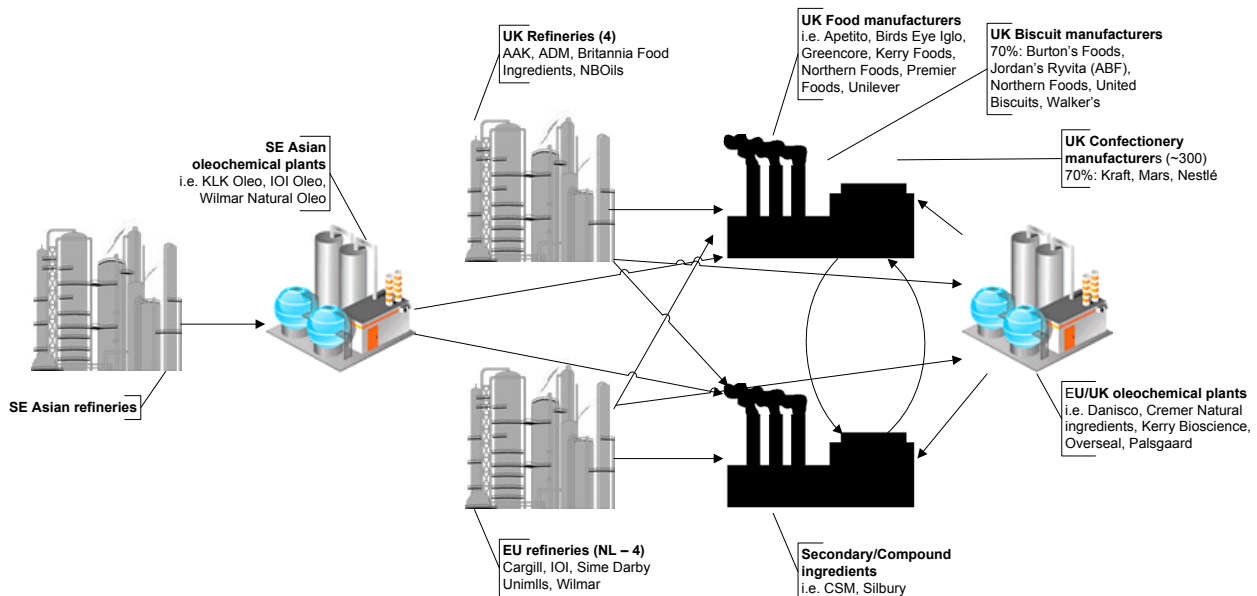 UK Refineries (4)
AAK, ADM, Britannia Food
Ingredients, NBOils
UK Food manufacturers
i.e. Apetito, Birds Eye Iglo,
Greencore, Kerry Foods,
Northern Foods, Premier
Foods, Unilever
UK Biscuit manufacturers
70%: Burton's Foods,
Jordan's Ryvita (ABF),
Northern Foods, United
Biscuits, Walker's
UK Confectionery
manufacturers (~300)
70%: Kraft, Mars, Nestlé
SE Asian
oleochemical plants
i.e. KLK Oleo, IOI Oleo,
Wilmar Natural Oleo
SE Asian refineries
EU/UK oleochemical plants
i.e. Danisco, Cremer Natural
ingredients, Kerry Bioscience,
Overseal, Palsgaard
EU refineries (NL – 4)
Cargill, IOI, Sime Darby
Unimlls, Wilmar
Secondary/Compound
ingredients
i.e. CSM, Silbury